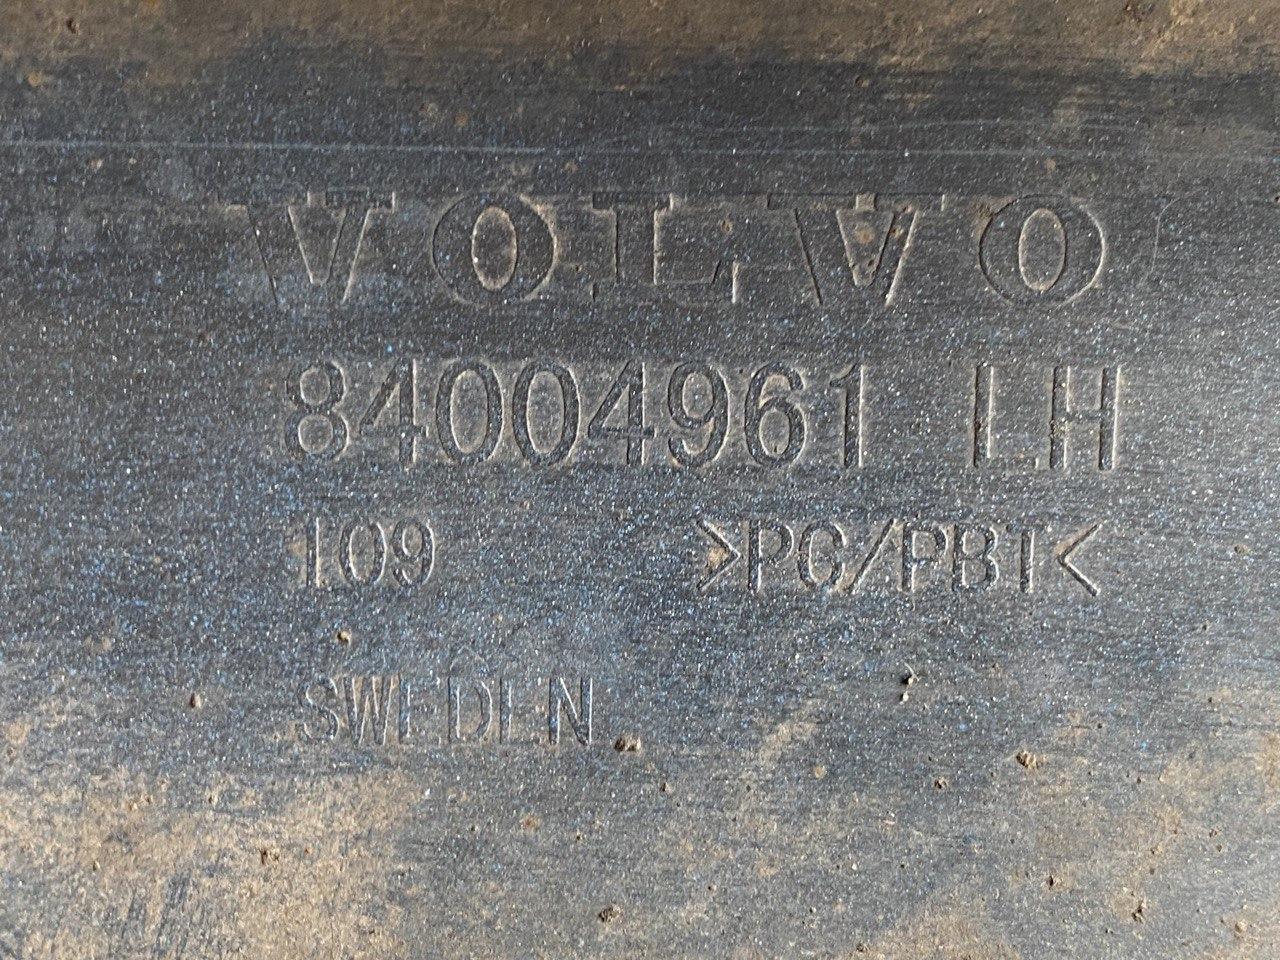 VOLVO
84004961 LH
109 >PC/PBT<
SWEDEN